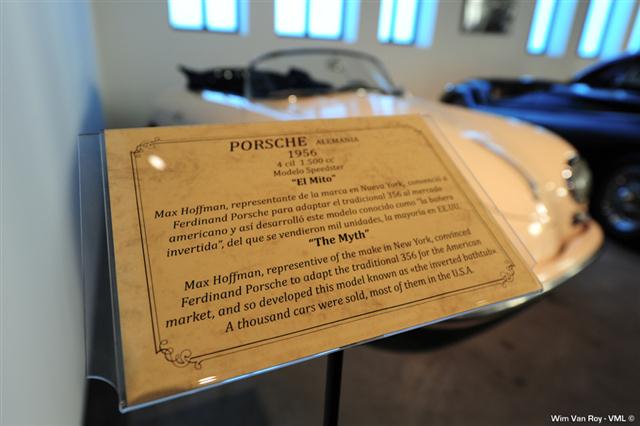 PORSCHE ALEMANIA
1956
4 cil 1.500 cc
Modelo Speedster
"El Mito"
Max Hoffman, representante de la marca en Nueva York, convenció a
Ferdinand Porsche para adaptar el tradicional 356 al mercado
americano y así desarrolló este modelo conocido como "la bañera
invertida", del que se vendieron mil unidades, la mayoría en EE.UU.
"The Myth"
Max Hoffman, representive of the make in New York, convinced
Ferdinand Porsche to adapt the traditional 356 for the American
market, and so developed this model known as «the inverted bathtub»
A thousand cars were sold, most of them in the U.S.A.
Wim Van Roy - VML ©